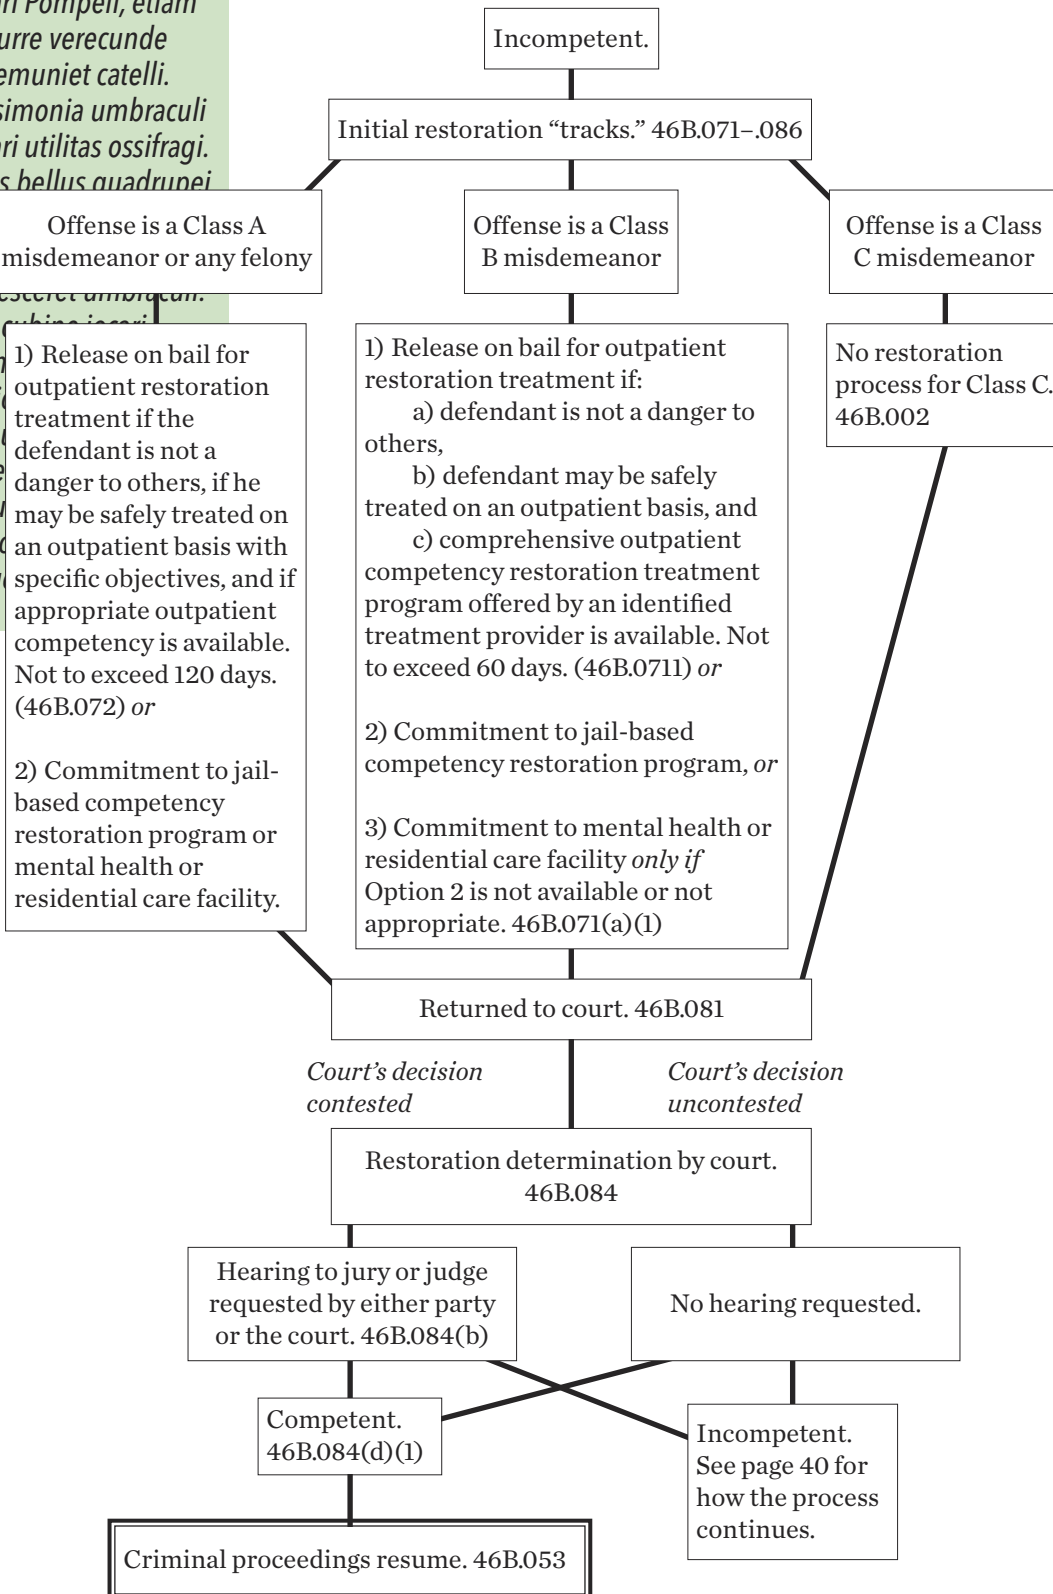 Pompeii, etiam
verecunde
catelli.
umbraculi
utilitas ossifragi.
bellus quadrupei
umbraculi.
iocari
Incompetent.
Initial restoration “tracks.” 46B.071–.086
Offense is a Class A
misdemeanor or any felony
Offense is a Class
B misdemeanor
Offense is a Class
C misdemeanor
1) Release on bail for
outpatient restoration
treatment if the
defendant is not a
danger to others, if he
may be safely treated on
an outpatient basis with
specific objectives, and if
appropriate outpatient
competency is available.
Not to exceed 120 days.
(46B.072) or
2) Commitment to jail-
based competency
restoration program or
mental health or
residential care facility.
1) Release on bail for outpatient
restoration treatment if:
a) defendant is not a danger to
others,
b) defendant may be safely
treated on an outpatient basis, and
c) comprehensive outpatient
competency restoration treatment
program offered by an identified
treatment provider is available. Not
to exceed 60 days. (46B.0711) or
2) Commitment to jail-based
competency restoration program, or
3) Commitment to mental health or
residential care facility only if
Option 2 is not available or not
appropriate. 46B.071(a)(1)
No restoration
process for Class C.
46B.002
Returned to court. 46B.081
Court’s decision
contested
Court’s decision
uncontested
Restoration determination by court.
46B.084
Hearing to jury or judge
requested by either party
or the court. 46B.084(b)
No hearing requested.
Competent.
46B.084(d)(1)
Incompetent.
See page 40 for
how the process
continues.
Criminal proceedings resume. 46B.053